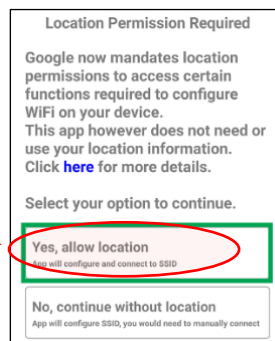 Location Permission Required
Google now mandates location
permissions to access certain
functions required to configure
WiFi on your device.
This app however does not need or
use your location information.
Click here for more details.
Select your option to continue.
Yes, allow location
App will configure and connect to SSID
No, continue without location
App will configure SSID, you would need to manually connect